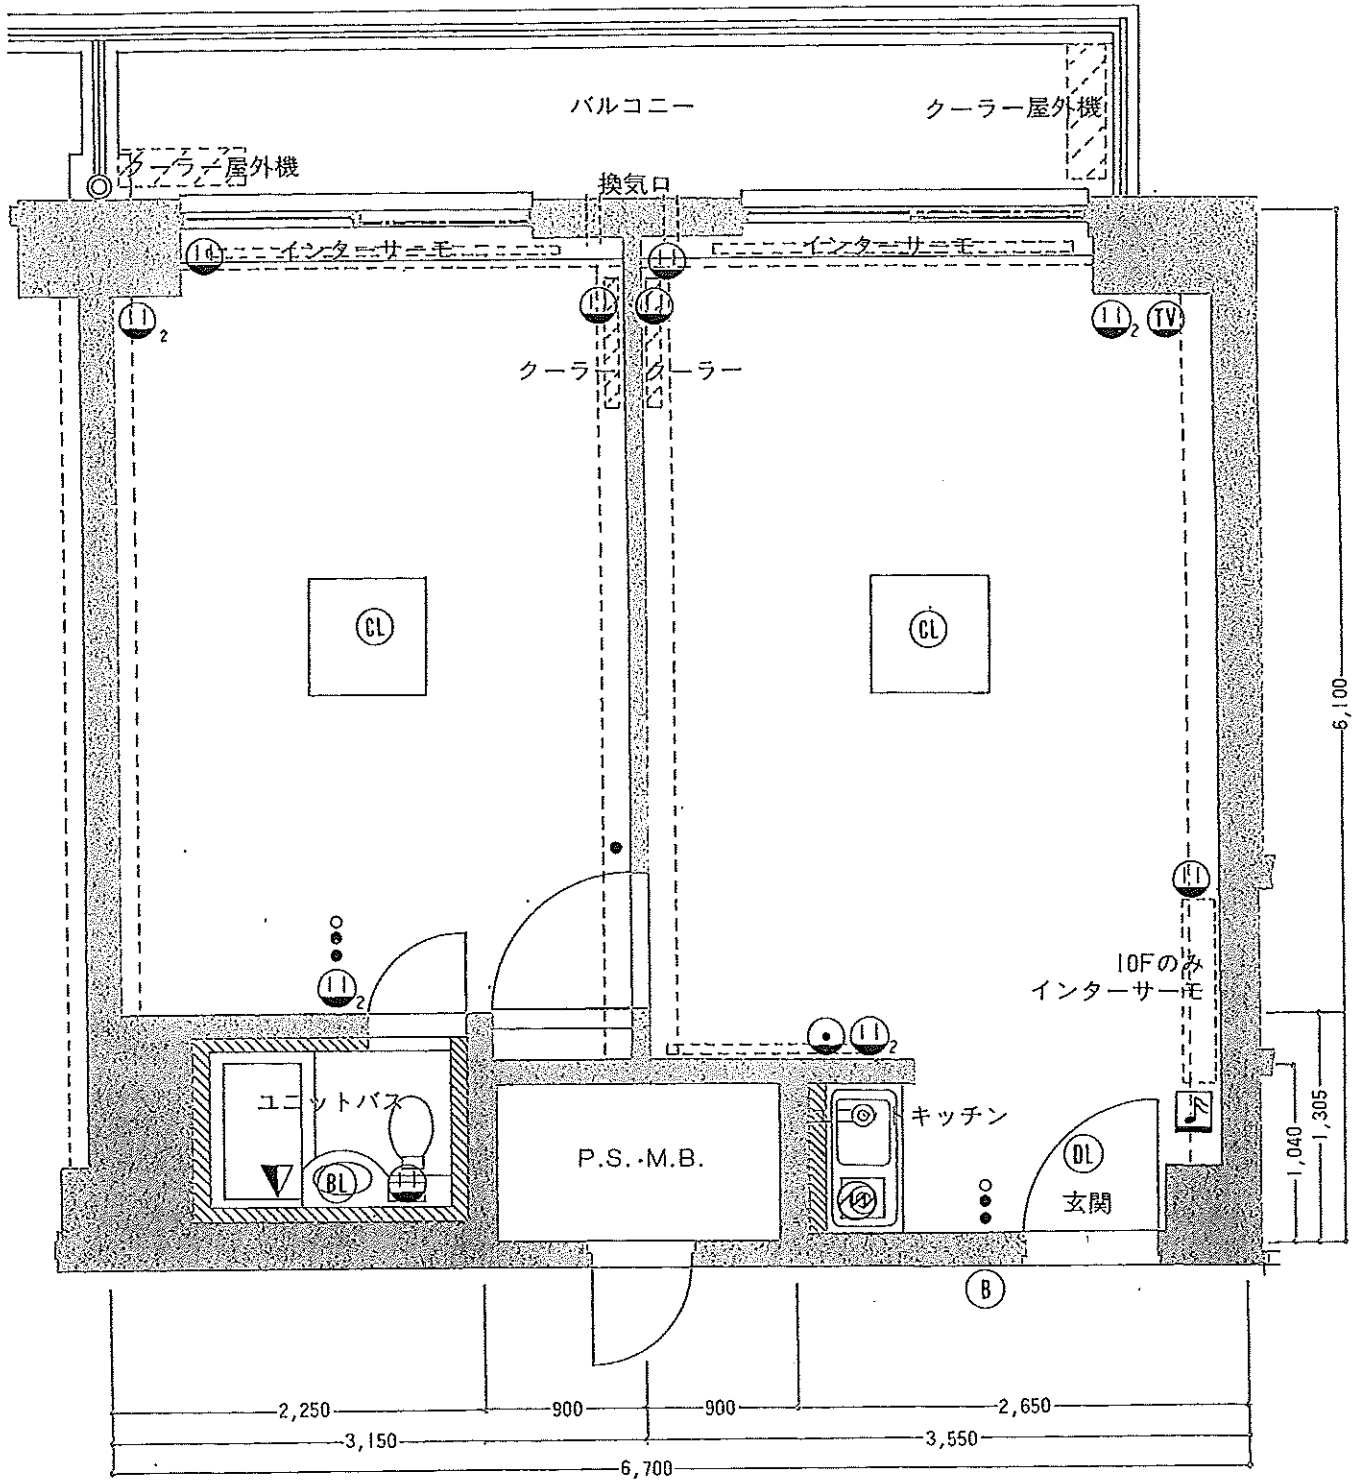 バルコニー
クーラー屋外機
クーラー屋外機
換気口
インターサーモ
インターサーモ
2
2
TV
クーラー
クーラー
CL
CL
6,100
10Fのみ
インターサーモ
2
2
ユニットバス
キッチン
P.S.・M.B.
BL
DL
玄関
1,040
1,305
B
2,250
900
900
2,650
3,150
3,550
6,700